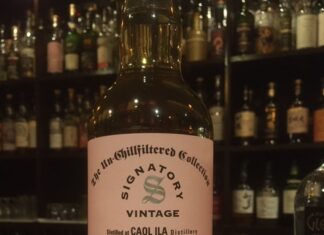 The Un-Chillfiltered Collection
SIGNATORY
S
VINTAGE
Distilled at CAOL ILA Distillery